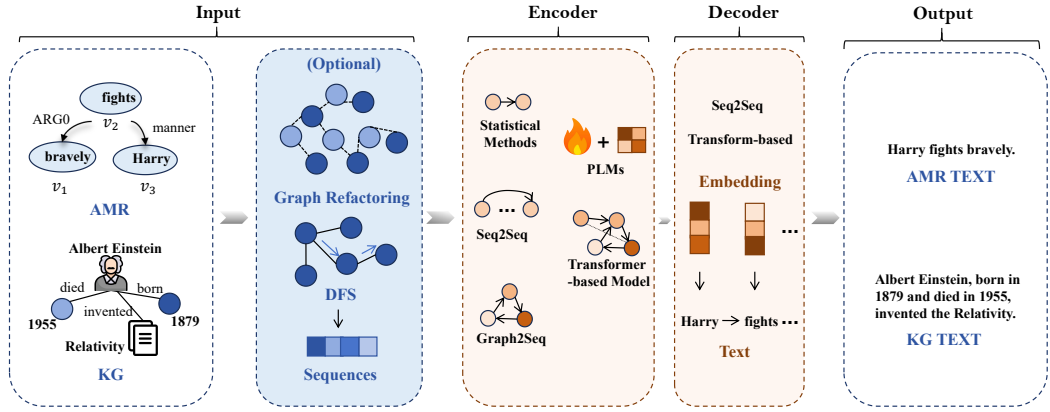 Input
Encoder
Decoder
Output
fights
ARG0
v₂
manner
bravely
Harry
v₁
v₃
AMR
Albert Einstein
died
born
invented
1955
1879
Relativity
KG
(Optional)
Graph Refactoring
DFS
Sequences
Statistical
Methods
+
PLMs
...
Seq2Seq
Transformer
-based Model
Graph2Seq
Seq2Seq
Transform-based
Embedding
...
Harry → fights ...
Text
Harry fights bravely.
AMR TEXT
Albert Einstein, born in
1879 and died in 1955,
invented the Relativity.
KG TEXT